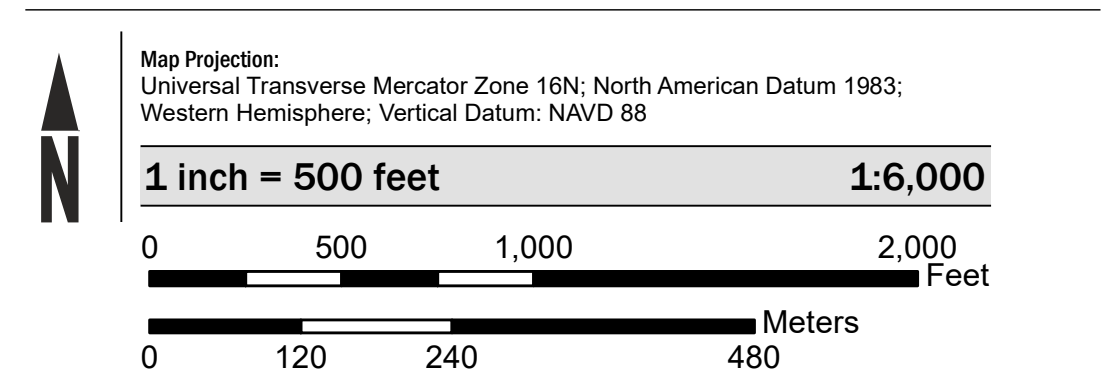 Map Projection:
Universal Transverse Mercator Zone 16N; North American Datum 1983;
Western Hemisphere; Vertical Datum: NAVD 88
N
1 inch = 500 feet 1:6,000
0 500 1,000 2,000
Feet
Meters
0 120 240 480